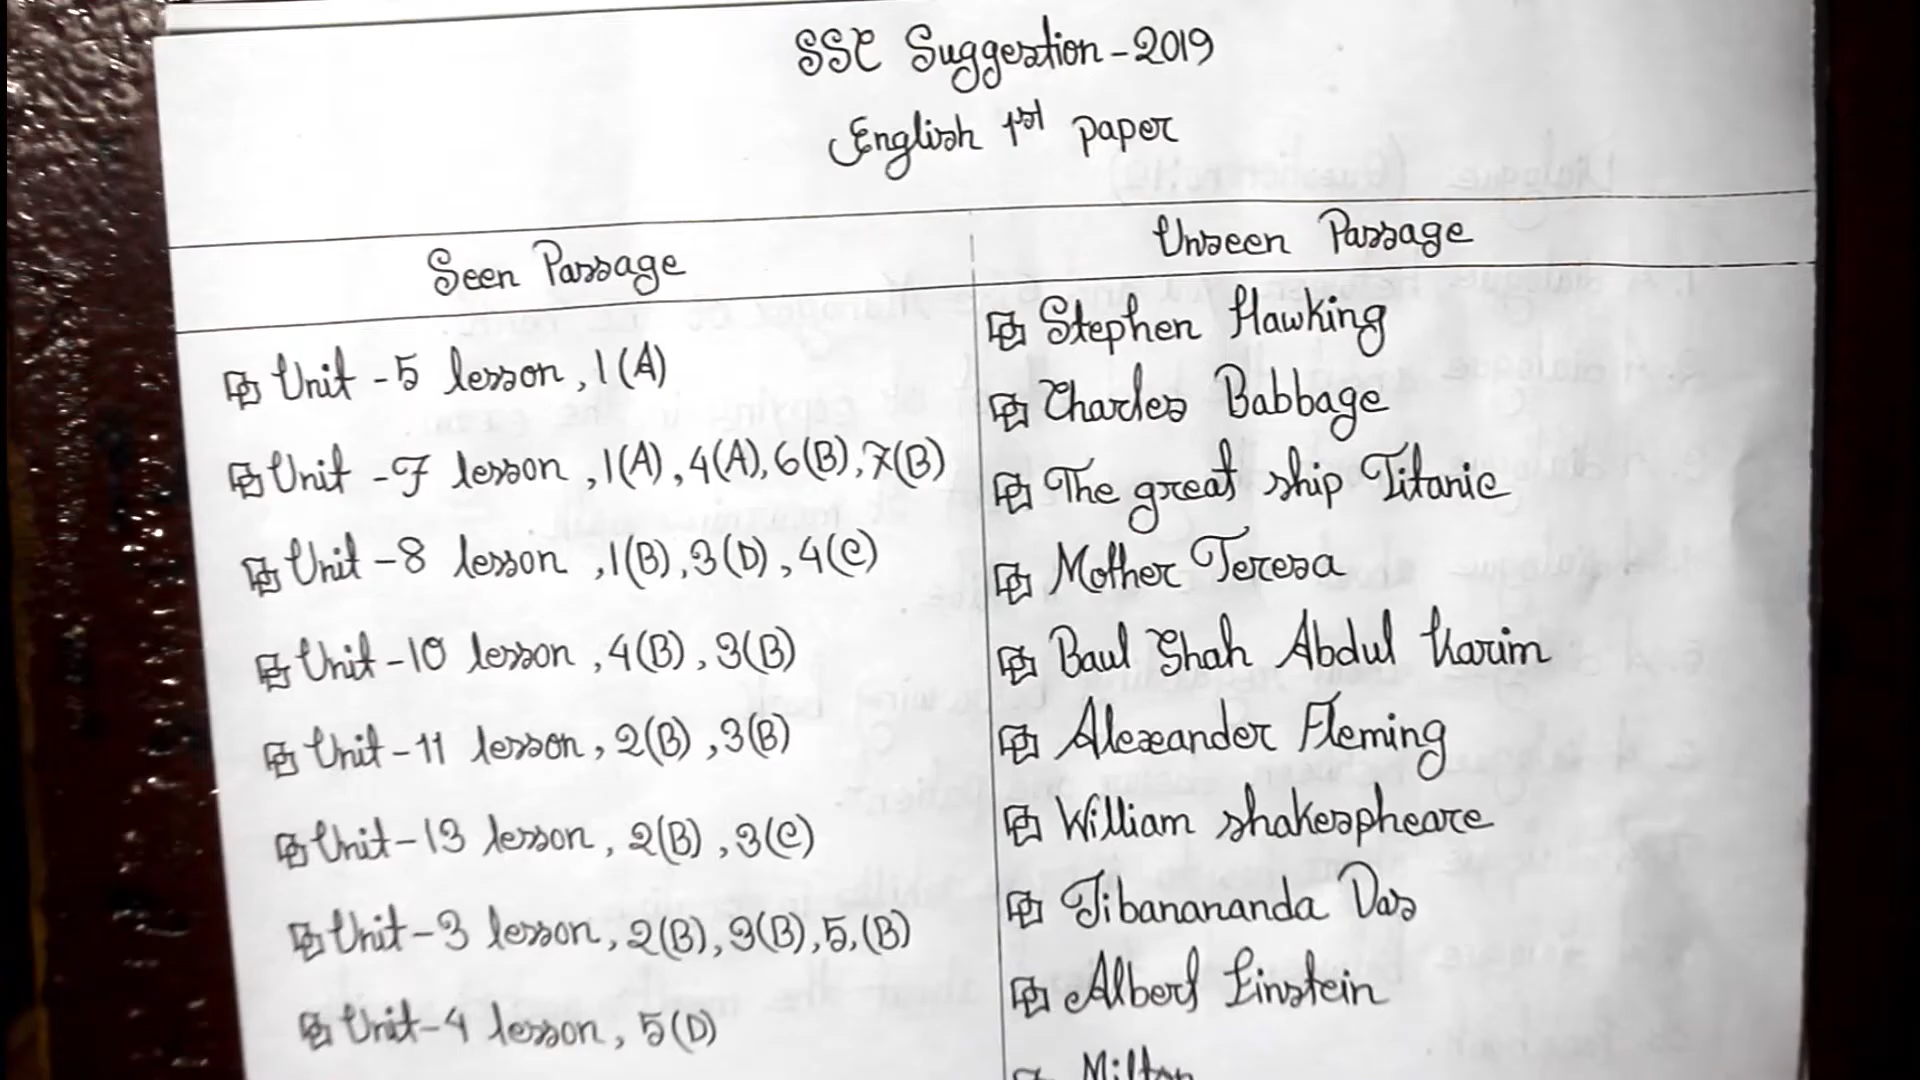 SSC Suggestion-2019
English 1st paper
Seen Passage
Unit -5 lesson, 1(A)
Unit -7 lesson, 1(A), 4(A), 6(B), 7(B)
Unit -8 lesson, 1(B), 3(D), 4(C)
Unit -10 lesson, 4(B), 3(B)
Unit-11 lesson, 2(B), 3(B)
Unit-13 lesson, 2(B), 3(C)
Unit-3 lesson, 2(B), 3(B), 5,(B)
Unit-4 lesson, 5(D)
Unseen Passage
Stephen Hawking
Charles Babbage
The great ship Titanic
Mother Teresa
Baul Shah Abdul Karim
Alexander Fleming
William shakespheare
Jibanananda Das
Albert Einstein
Milton